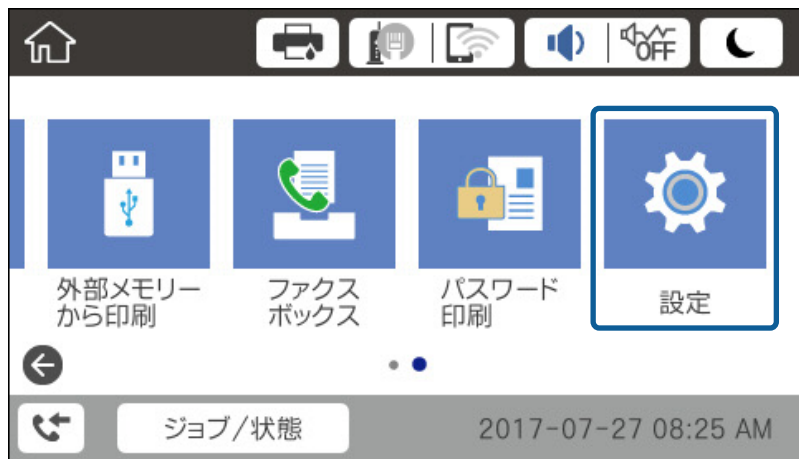 OFF
外部メモリー
から印刷
ファクス
ボックス
パスワード
印刷
設定
ジョブ/状態
2017-07-27 08:25 AM